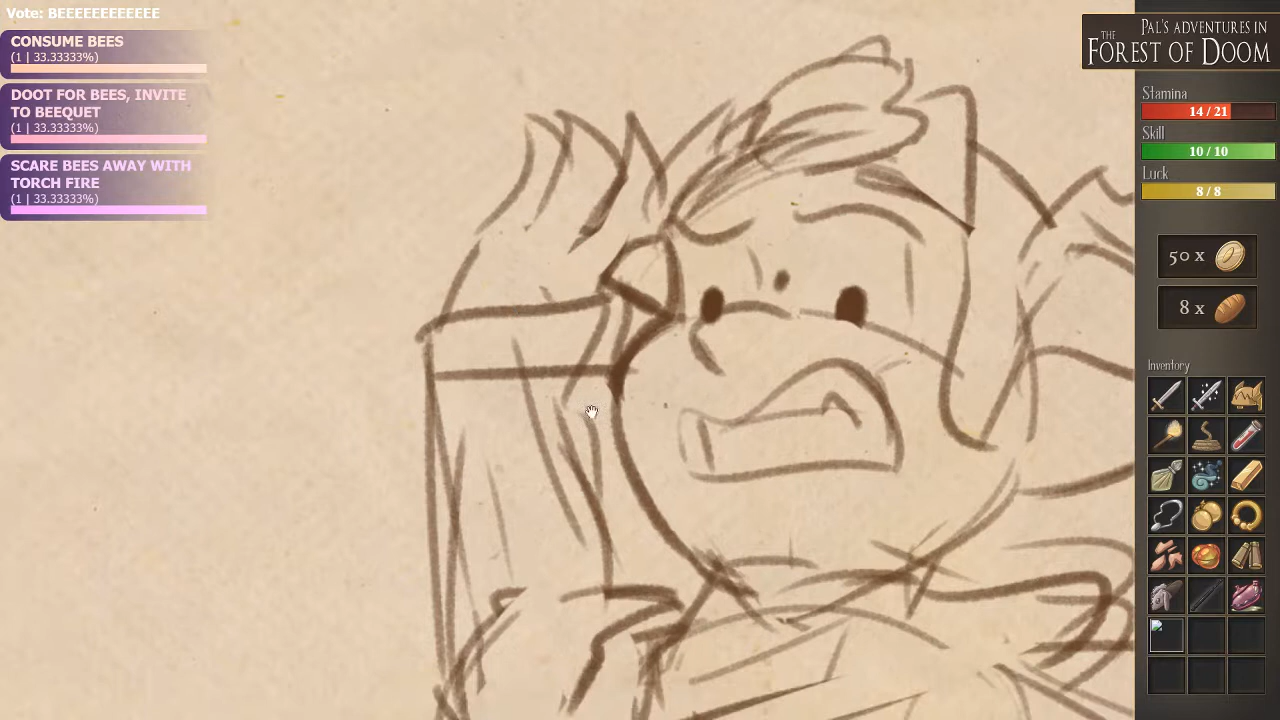 Vote: BEEEEEEEEEEEE
CONSUME BEES
(1 | 33.33333%)
DOOT FOR BEES, INVITE
TO BEEQUET
(1 | 33.33333%)
SCARE BEES AWAY WITH
TORCH FIRE
(1 | 33.33333%)
PAL'S ADVENTURES IN
THE FOREST OF DOOM
Stamina
14 / 21
Skill
10 / 10
Luck
8 / 8
50 x
8 x
Inventory